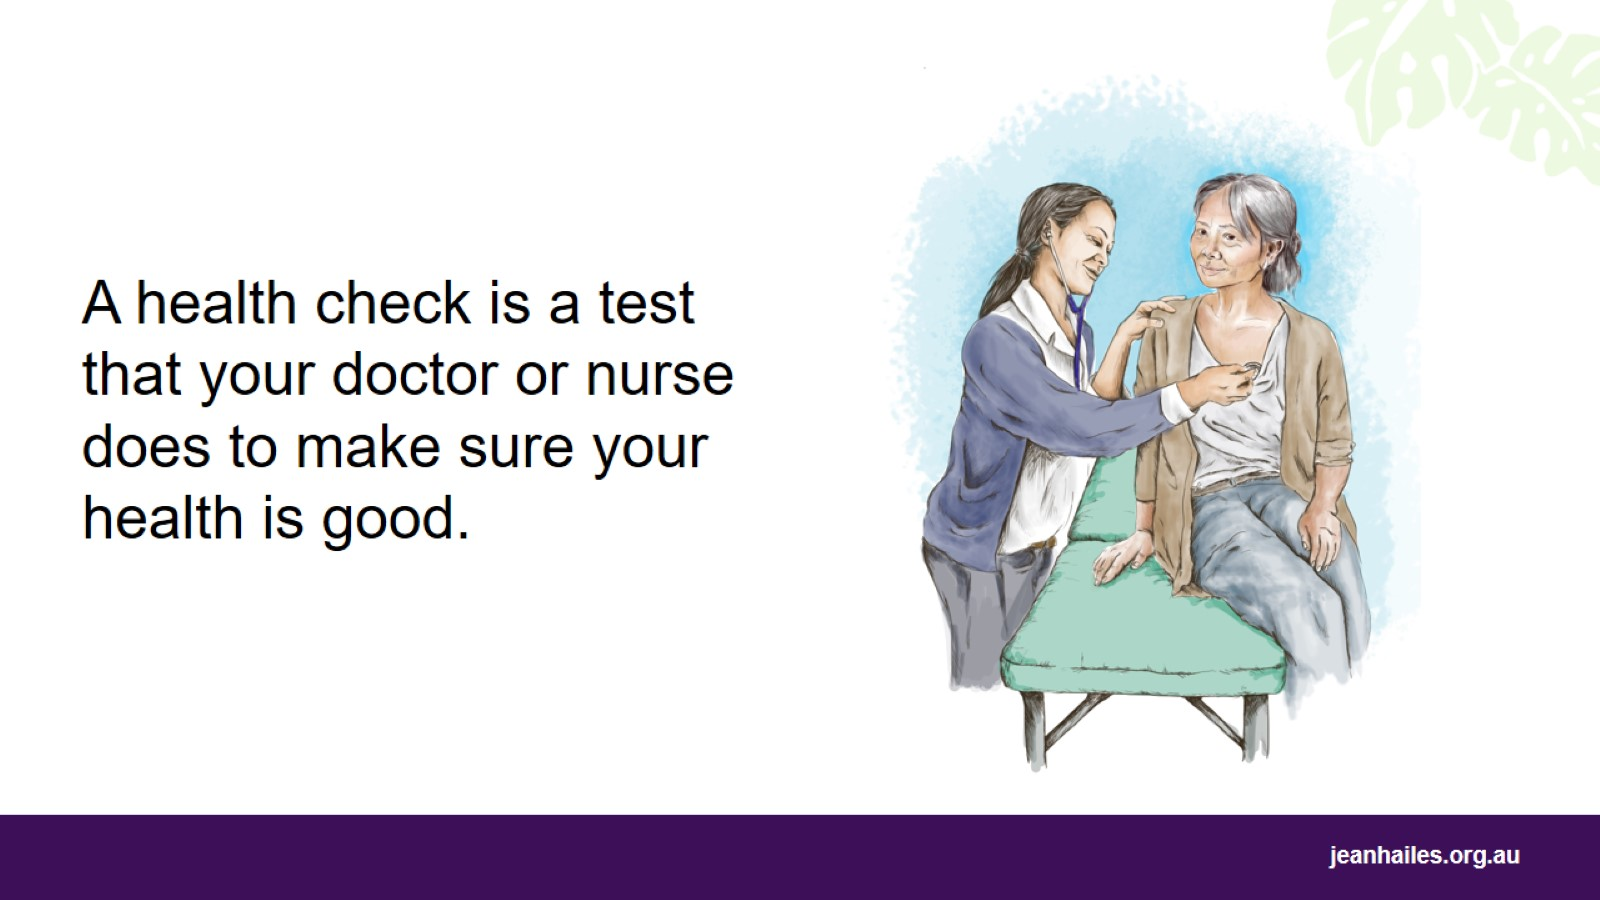 A health check is a test
that your doctor or nurse
does to make sure your
health is good.
jeanhailes.org.au